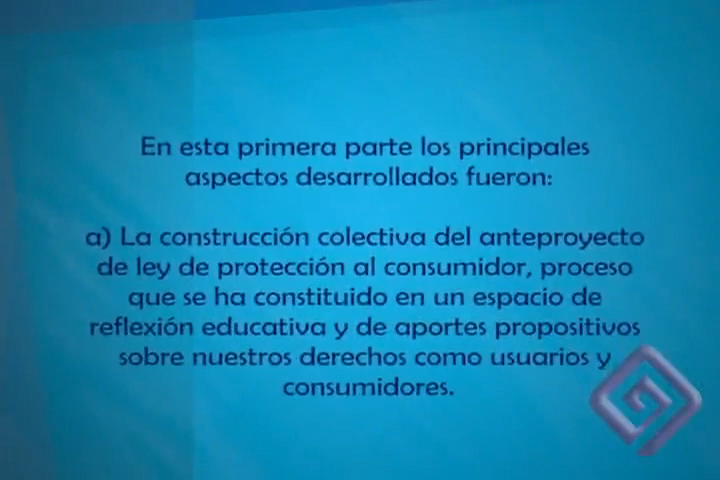 En esta primera parte los principales
aspectos desarrollados fueron:
a) La construcción colectiva del anteproyecto
de ley de protección al consumidor, proceso
que se ha constituido en un espacio de
reflexión educativa y de aportes propositivos
sobre nuestros derechos como usuarios y
consumidores.